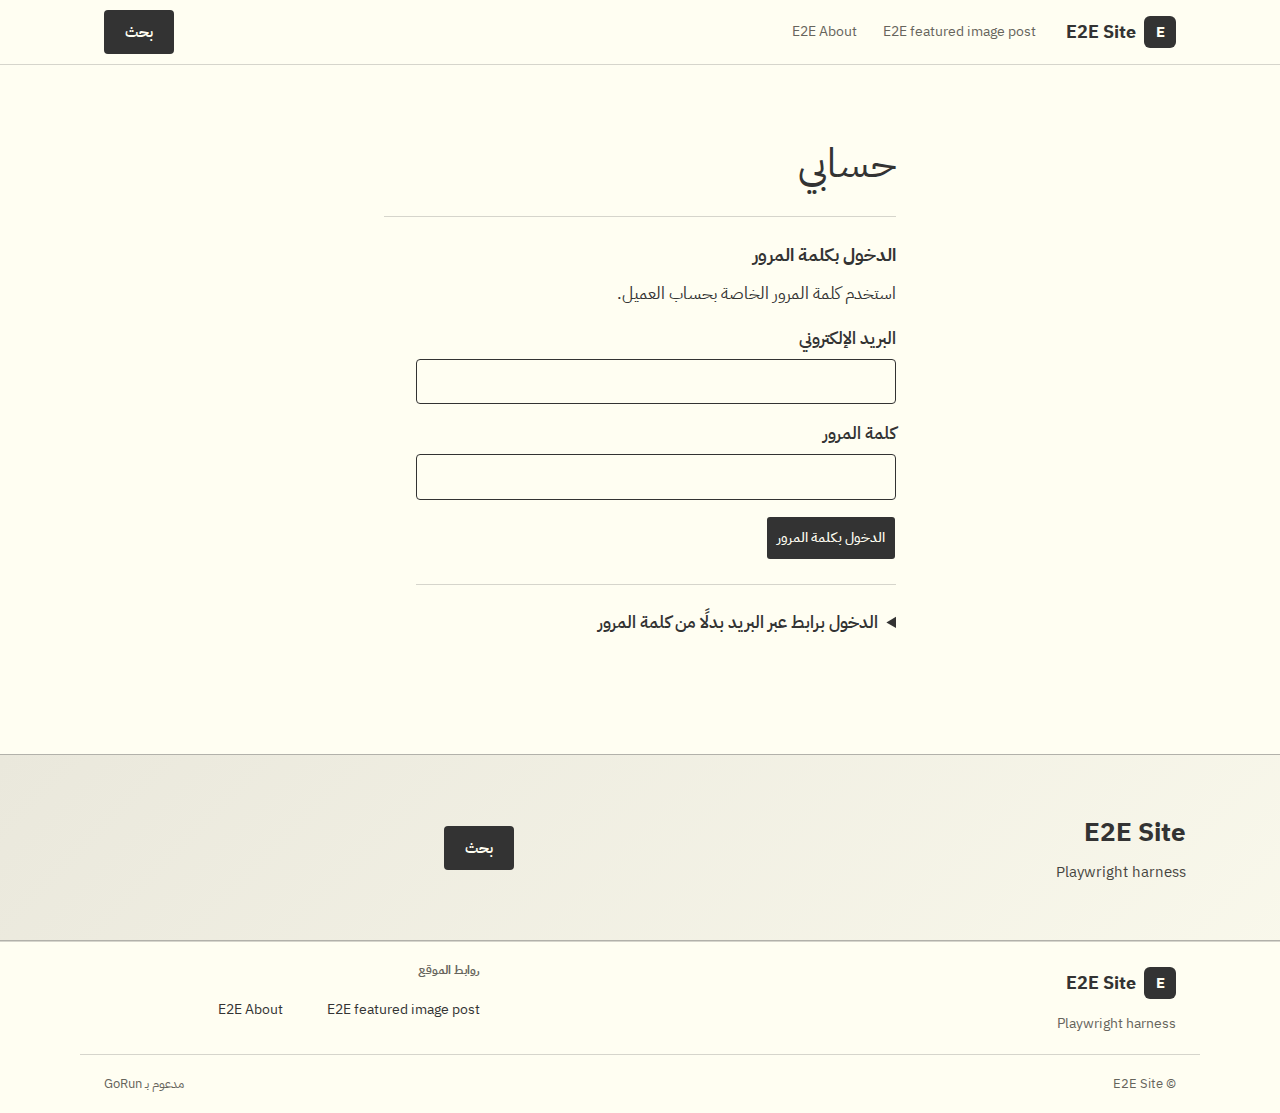 E
E2E Site
E2E featured image post
E2E About
بحث
حسابي
الدخول بكلمة المرور
استخدم كلمة المرور الخاصة بحساب العميل.
البريد الإلكتروني
كلمة المرور
الدخول بكلمة المرور
الدخول برابط عبر البريد بدلًا من كلمة المرور
E2E Site
Playwright harness
بحث
E
E2E Site
Playwright harness
روابط الموقع
E2E featured image post
E2E About
© E2E Site
مدعوم بـ GoRun